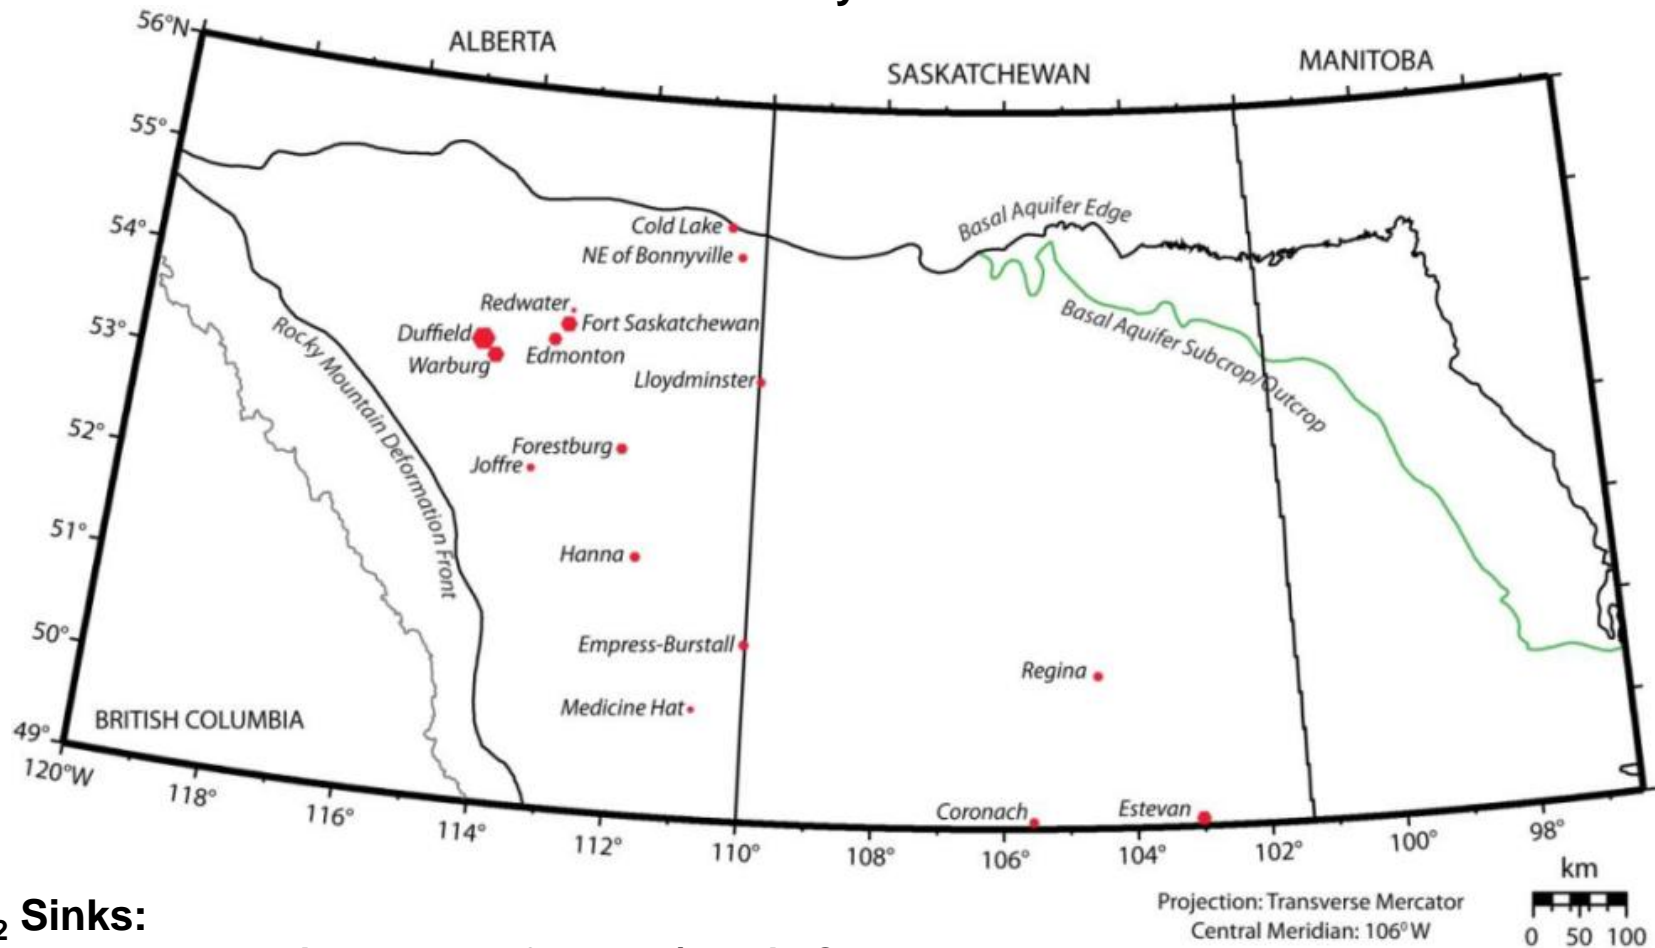 56°N
ALBERTA
SASKATCHEWAN
MANITOBA
55°
54°
Cold Lake
Basal Aquifer Edge
NE of Bonnyville
53°
Redwater
Duffield
Fort Saskatchewan
Warburg
Edmonton
Rocky Mountain Deformation Front
Basal Aquifer Subcrop/Outcrop
Lloydminster
52°
Forestburg
Joffre
51°
Hanna
50°
Empress-Burstall
Regina
Medicine Hat
49°
BRITISH COLUMBIA
120°W
118°
116°
114°
112°
110°
108°
106°
104°
102°
100°
98°
Coronach
Estevan
km
0 50 100
Projection: Transverse Mercator
Central Meridian: 106°W
₂ Sinks: